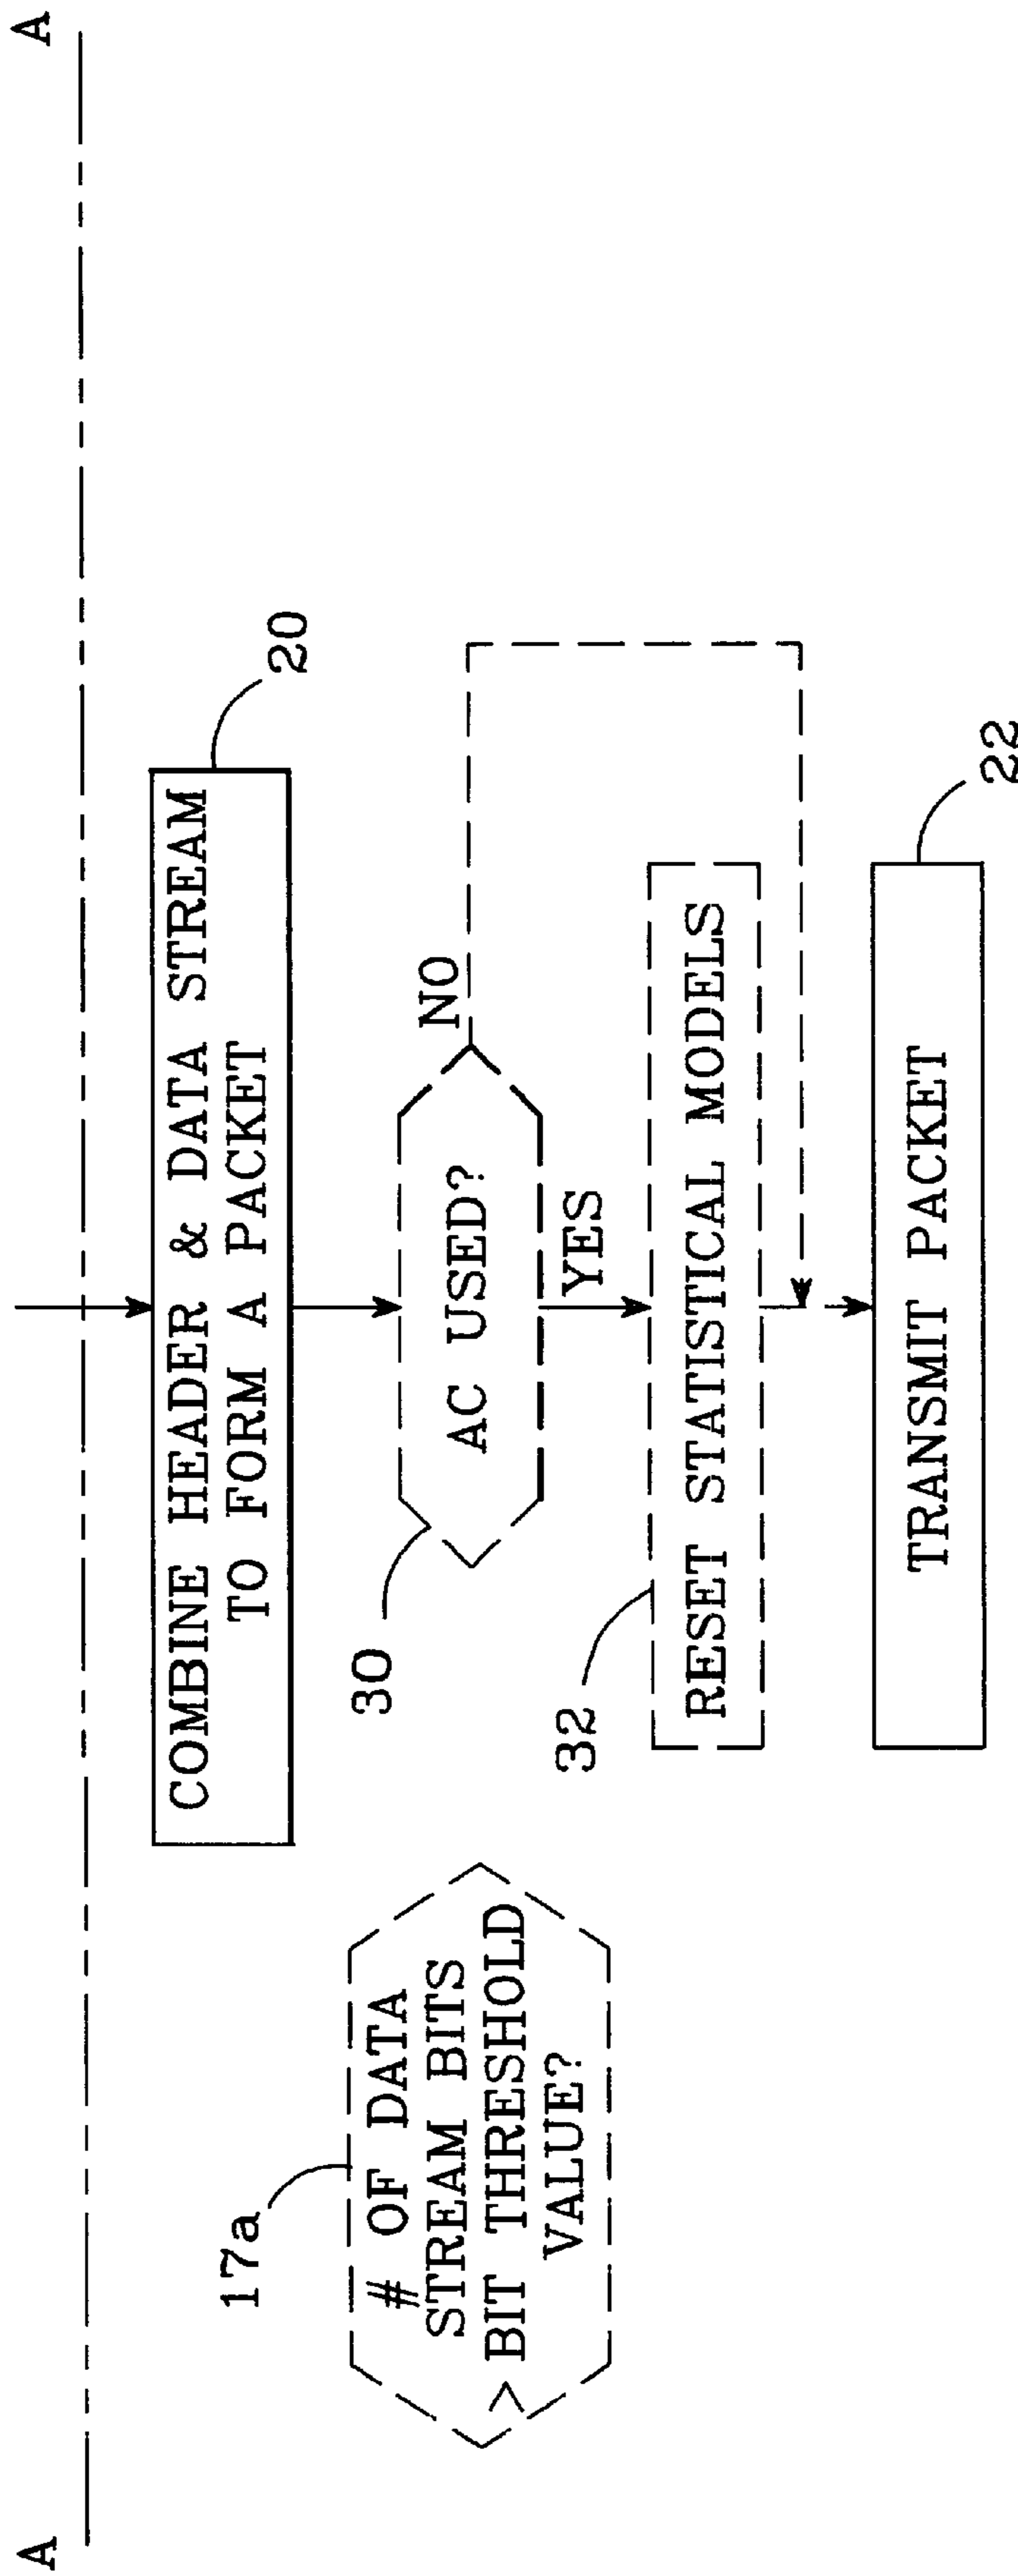 A
A
COMBINE HEADER & DATA STREAM
TO FORM A PACKET
20
17a
# OF DATA
STREAM BITS
> BIT THRESHOLD
VALUE?
30
AC USED?
NO
YES
32
RESET STATISTICAL MODELS
TRANSMIT PACKET
22